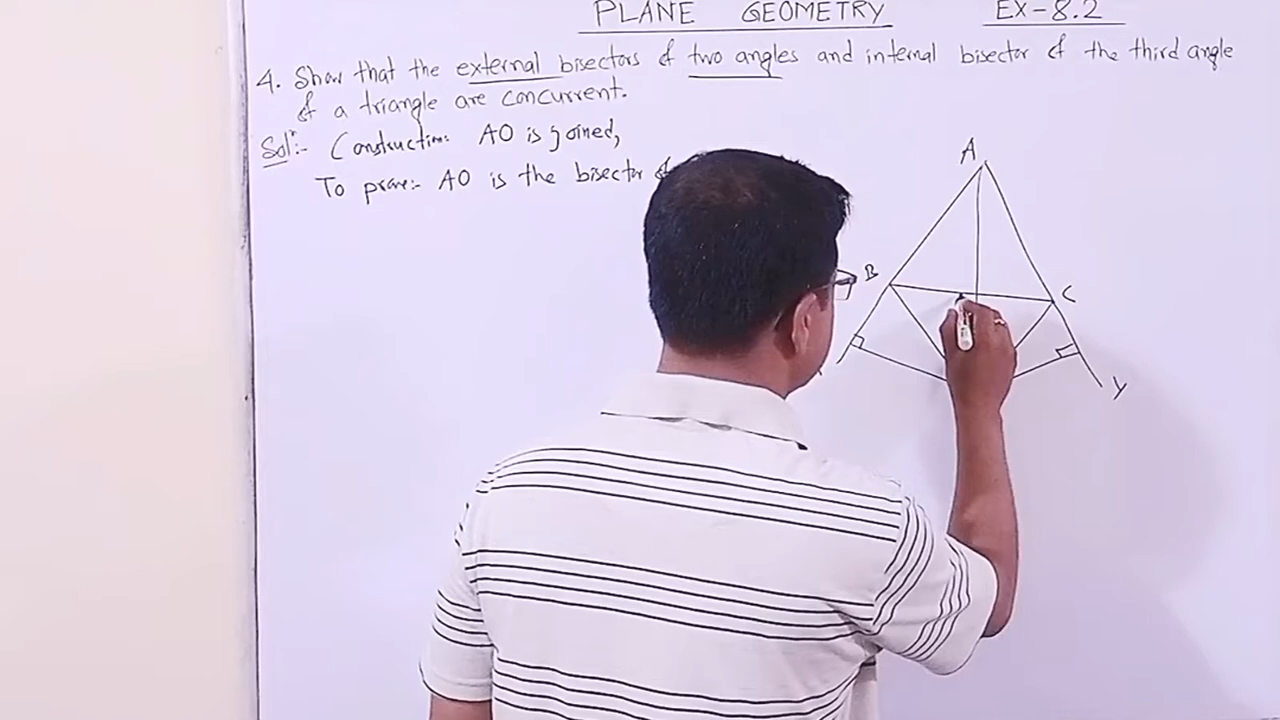 PLANE GEOMETRY EX-8.2
4. Show that the external bisectors of two angles and internal bisector of the third angle
of a triangle are concurrent.
Solⁿ:- Construction: AO is joined,
To prove:- AO is the bisector of
A
B
C
Y